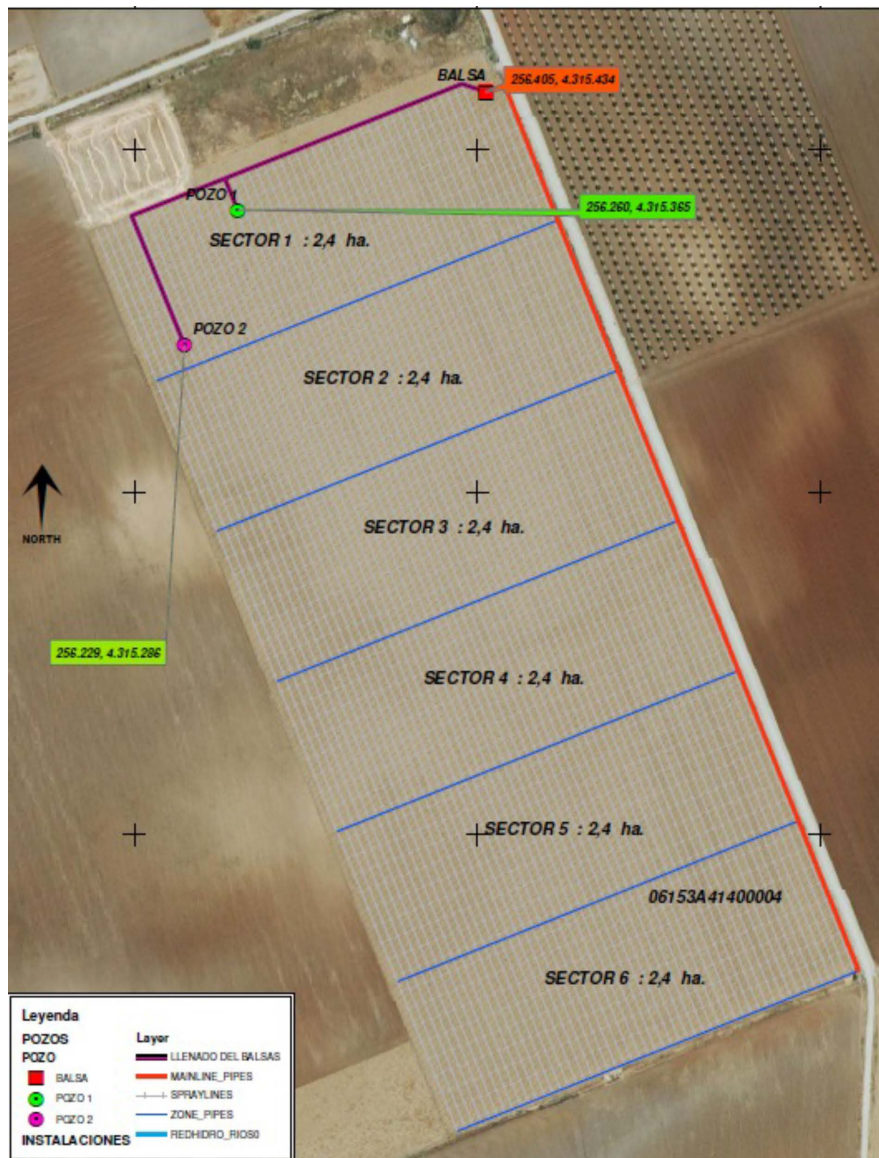 BALSA
256.405, 4.315.434
POZO 1
256.260, 4.315.365
SECTOR 1 : 2,4 ha.
POZO 2
SECTOR 2 : 2,4 ha.
SECTOR 3 : 2,4 ha.
NORTH
256.229, 4.315.286
SECTOR 4 : 2,4 ha.
SECTOR 5 : 2,4 ha.
06153A41400004
SECTOR 6 : 2,4 ha.
Leyenda
POZOS
POZO
BALSA
POZO 1
POZO 2
INSTALACIONES
Layer
LLENADO DEL BALSAS
MAINLINE_PIPES
SPRAYLINES
ZONE_PIPES
REDHIDRO_RIOS0